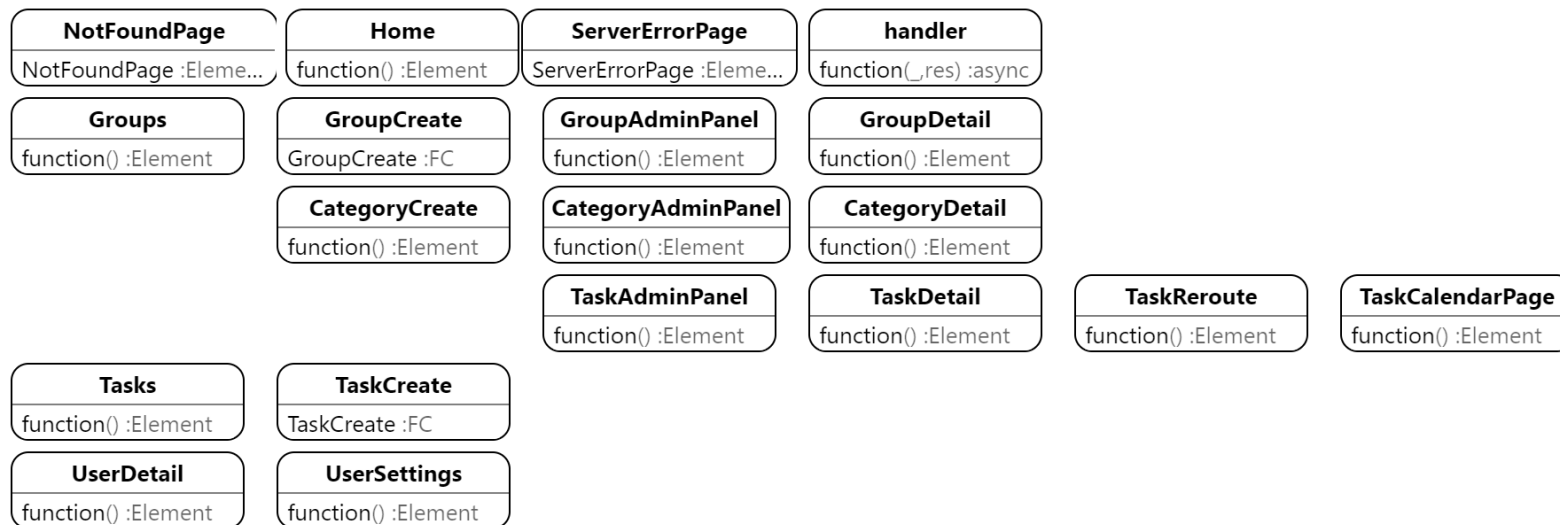 NotFoundPage
NotFoundPage :Eleme...
Home
function() :Element
ServerErrorPage
ServerErrorPage :Eleme...
handler
function(_,res) :async
Groups
function() :Element
GroupCreate
GroupCreate :FC
GroupAdminPanel
function() :Element
GroupDetail
function() :Element
CategoryCreate
function() :Element
CategoryAdminPanel
function() :Element
CategoryDetail
function() :Element
TaskAdminPanel
function() :Element
TaskDetail
function() :Element
TaskReroute
function() :Element
TaskCalendarPage
function() :Element
Tasks
function() :Element
TaskCreate
TaskCreate :FC
UserDetail
function() :Element
UserSettings
function() :Element